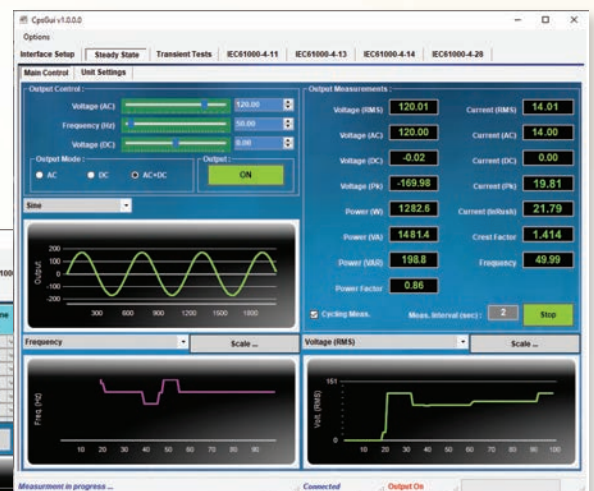 CpsGui v1.0.0.0
Options
Interface Setup Steady State Transient Tests IEC61000-4-11 IEC61000-4-13 IEC61000-4-14 IEC61000-4-28
Main Control Unit Settings
Output Control : Output Measurements :
Voltage (AC) 120.00 Voltage (RMS) 120.01 Current (RMS) 14.01
Frequency (Hz) 50.00 Voltage (AC) 120.00 Current (AC) 14.00
Voltage (DC) 0.00 Voltage (DC) -0.02 Current (DC) 0.00
Output Mode : Output :
AC DC AC+DC ON Voltage (Pk) -169.98 Current (Pk) 19.81
Sine Power (W) 1282.6 Current (InRush) 21.79
Power (VA) 1481.4 Crest Factor 1.414
Power (VAR) 198.8 Frequency 49.99
Power Factor 0.86
Output
200
100
0
-100
-200
300 600 900 1200 1500 1800
Cycling Meas. Meas. Interval (sec) : 2 Stop
Frequency Scale ... Voltage (RMS) Scale ...
Freq. (Hz)
10 20 30 40 50 60 70 80 90
Volt. (RMS)
151
0
10 20 30 40 50 60 70 80 90 100
Measurment in progress ... Connected Output On